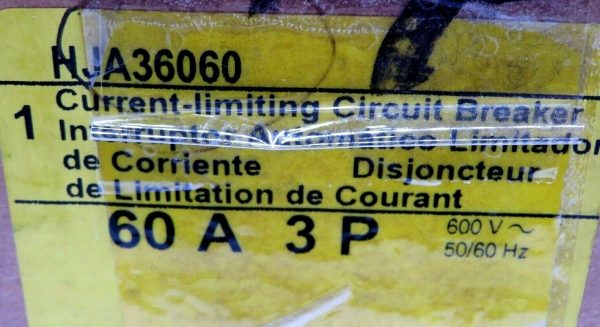 HJA36060
1 Current-limiting Circuit Breaker
Interruptor Automatico Limitador
de Corriente Disjoncteur
de Limitation de Courant
60 A 3 P 600 V ~
50/60 Hz